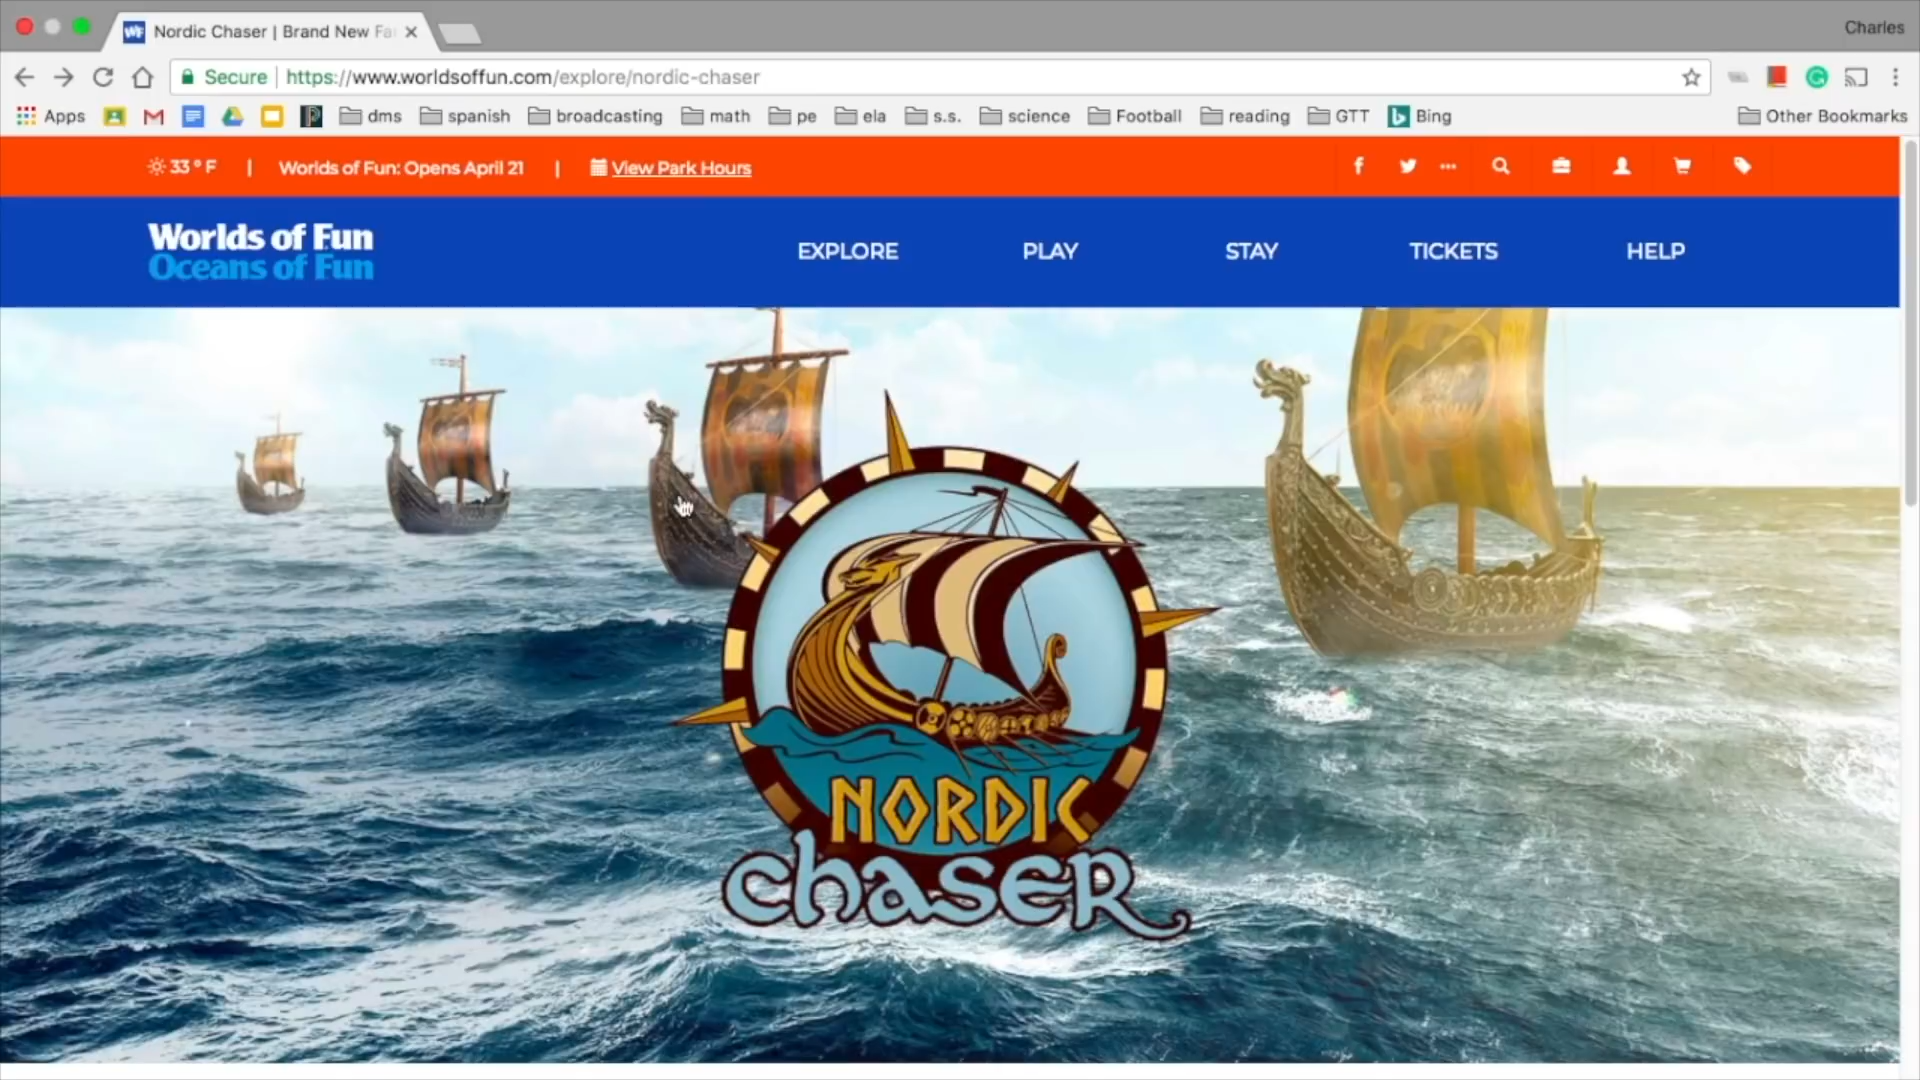 Charles
Nordic Chaser | Brand New Fa
Secure | https://www.worldsoffun.com/explore/nordic-chaser
Apps dms spanish broadcasting math pe ela s.s. science Football reading GTT Bing Other Bookmarks
33°F | Worlds of Fun: Opens April 21 | View Park Hours
Worlds of Fun
Oceans of Fun
EXPLORE PLAY STAY TICKETS HELP
NORDIC
chaser